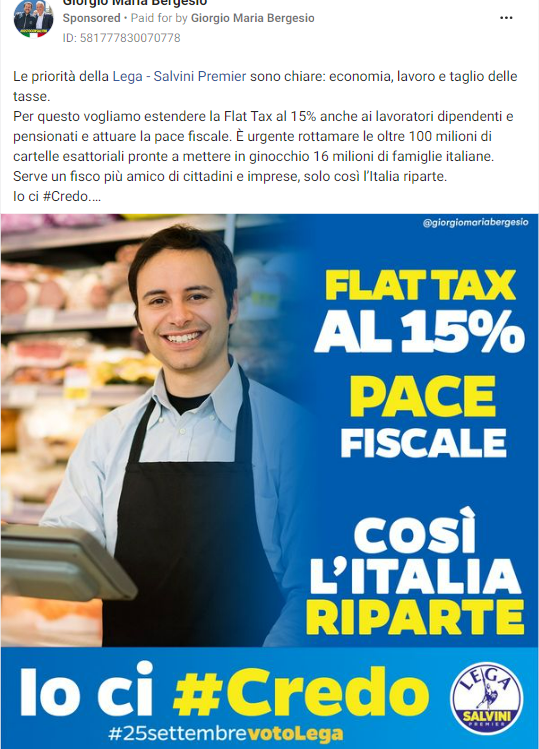 Giorgio Maria Bergesio
Sponsored • Paid for by Giorgio Maria Bergesio
ID: 581777830070778
Le priorità della Lega - Salvini Premier sono chiare: economia, lavoro e taglio delle
tasse.
Per questo vogliamo estendere la Flat Tax al 15% anche ai lavoratori dipendenti e
pensionati e attuare la pace fiscale. È urgente rottamare le oltre 100 milioni di
cartelle esattoriali pronte a mettere in ginocchio 16 milioni di famiglie italiane.
Serve un fisco più amico di cittadini e imprese, solo così l’Italia riparte.
Io ci #Credo....
@giorgiomariabergesio
FLAT TAX
AL 15%
PACE
FISCALE
COSÌ
L’ITALIA
RIPARTE
Io ci #Credo
#25settembrevotoLega
LEGA
SALVINI
PREMIER